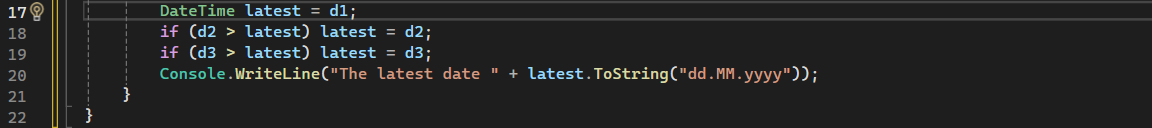 17 DateTime latest = d1;
18 if (d2 > latest) latest = d2;
19 if (d3 > latest) latest = d3;
20 Console.WriteLine("The latest date " + latest.ToString("dd.MM.yyyy"));
21 }
22 }